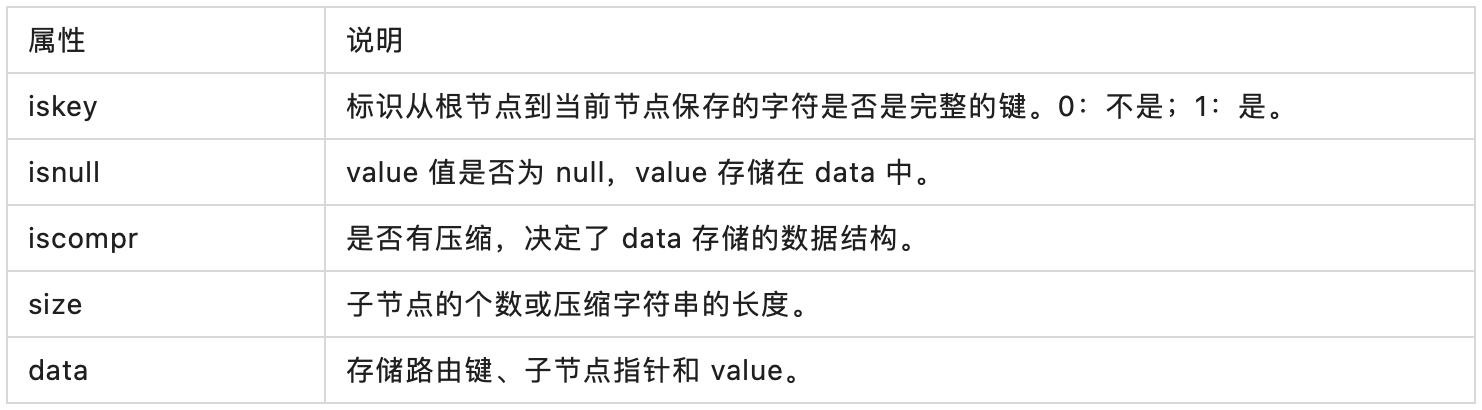 属性 说明
iskey 标识从根节点到当前节点保存的字符是否是完整的键。0：不是；1：是。
isnull value 值是否为 null，value 存储在 data 中。
iscompr 是否有压缩，决定了 data 存储的数据结构。
size 子节点的个数或压缩字符串的长度。
data 存储路由键、子节点指针和 value。